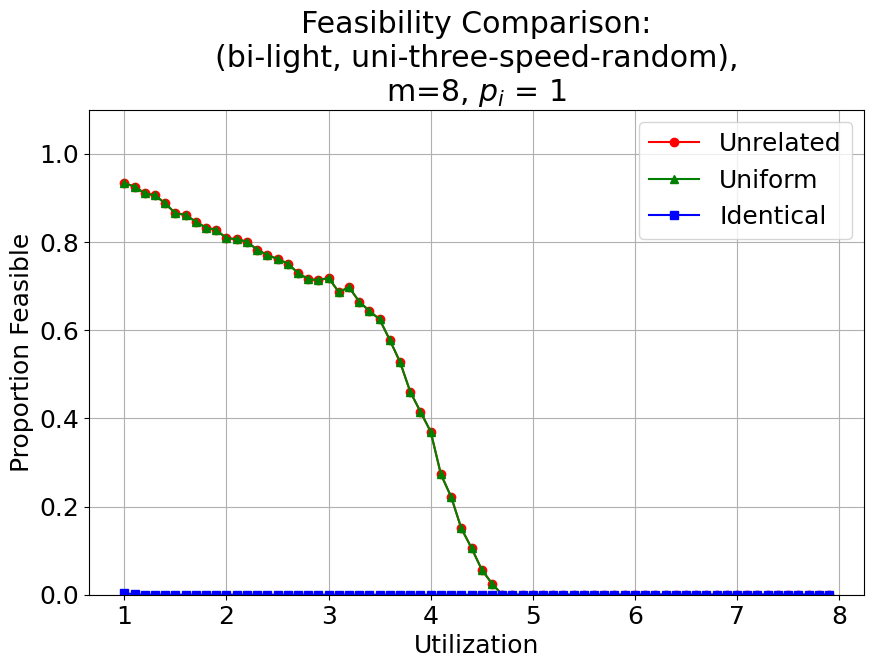 Feasibility Comparison:
(bi-light, uni-three-speed-random),
m=8, $p_i$ = 1
Unrelated
Uniform
Identical
Proportion Feasible
1.0
0.8
0.6
0.4
0.2
0.0
1 2 3 4 5 6 7 8
Utilization